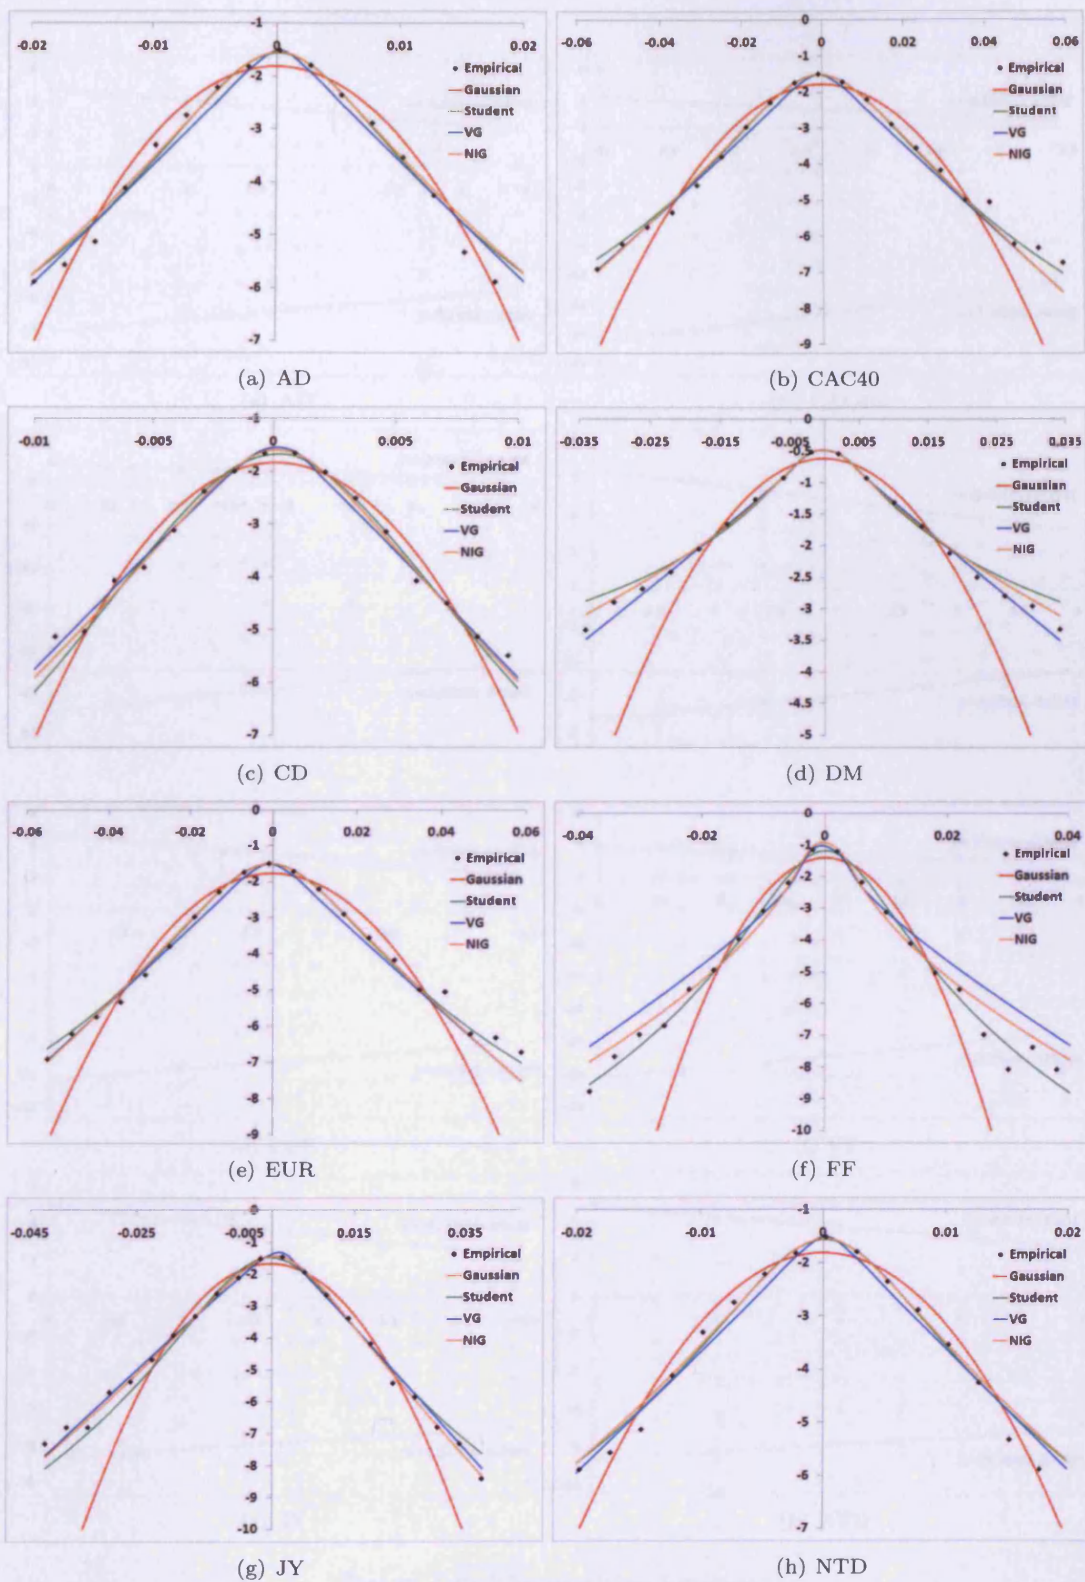 -1
-0.02 -0.01 0 0.01 0.02
Empirical
-2
Gaussian
Student
-3
VG
NIG
-4
-5
-6
-7
(a) AD
0
-0.06 -0.04 -0.02 0 0.02 0.04 0.06
-1
Empirical
-2
Gaussian
-3
Student
VG
-4
NIG
-5
-6
-7
-8
-9
(b) CAC40
-1
-0.01 -0.005 0 0.005 0.01
Empirical
-2
Gaussian
Student
-3
VG
NIG
-4
-5
-6
-7
(c) CD
0
-0.035 -0.025 -0.015 -0.005 0.005 0.015 0.025 0.035
-0.5
Empirical
-1
Gaussian
-1.5
Student
VG
-2
NIG
-2.5
-3
-3.5
-4
-4.5
-5
(d) DM
0
-0.06 -0.04 -0.02 0 0.02 0.04 0.06
-1
Empirical
-2
Gaussian
-3
Student
VG
-4
NIG
-5
-6
-7
-8
-9
(e) EUR
0
-0.04 -0.02 0 0.02 0.04
-1
Empirical
-2
Gaussian
-3
Student
VG
-4
NIG
-5
-6
-7
-8
-9
-10
(f) FF
0
-0.045 -0.025 -0.005 0.015 0.035
-1
Empirical
-2
Gaussian
Student
-3
VG
-4
NIG
-5
-6
-7
-8
-9
-10
(g) JY
-1
-0.02 -0.01 0 0.01 0.02
Empirical
-2
Gaussian
Student
-3
VG
NIG
-4
-5
-6
-7
(h) NTD